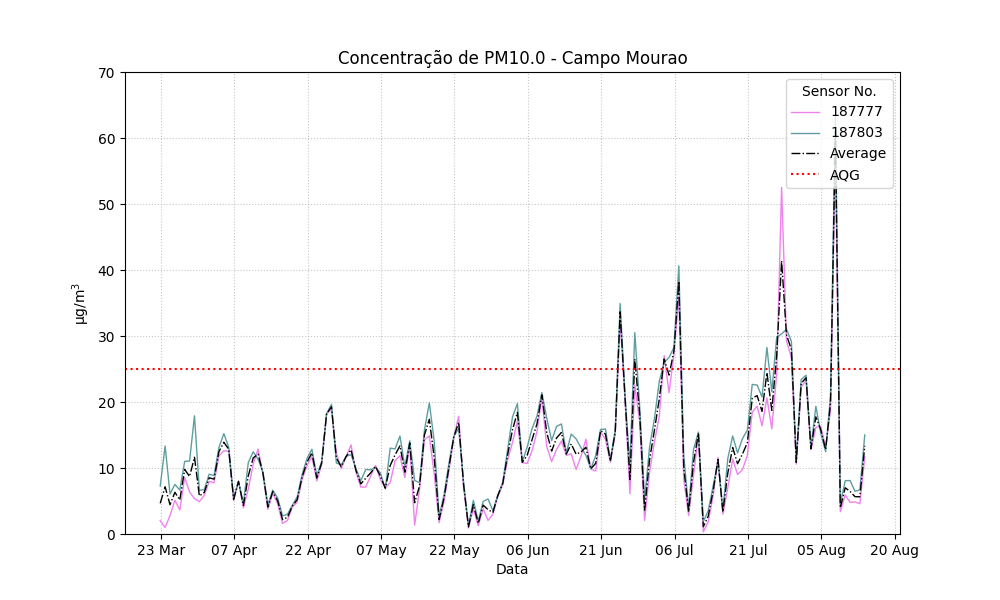 Concentração de PM10.0 - Campo Mourao
70
60
50
40
30
20
10
0
µg/m³
Sensor No.
187777
187803
Average
AQG
23 Mar 07 Apr 22 Apr 07 May 22 May 06 Jun 21 Jun 06 Jul 21 Jul 05 Aug 20 Aug
Data